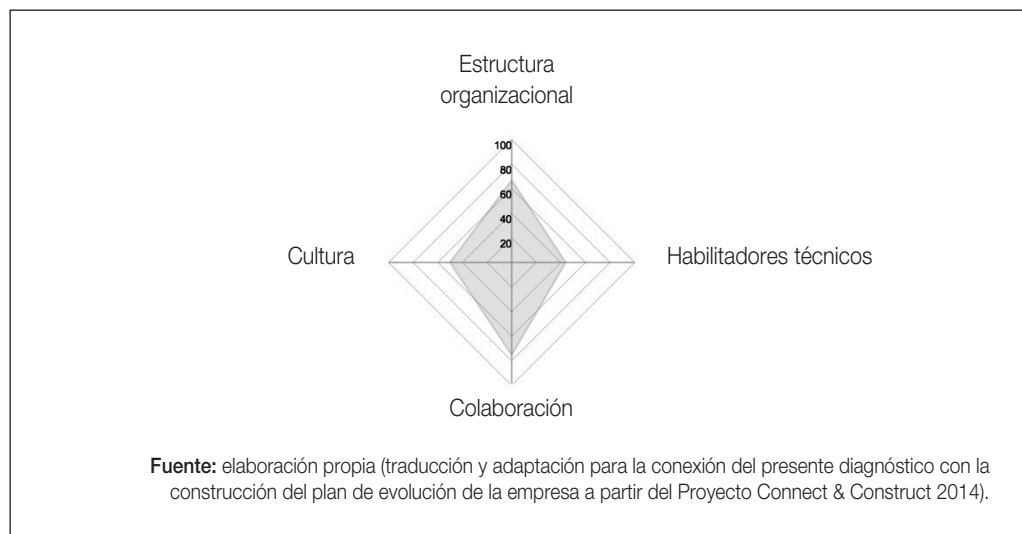 Estructura
organizacional
100
80
60
40
20
Cultura
Habilitadores técnicos
Colaboración
Fuente: elaboración propia (traducción y adaptación para la conexión del presente diagnóstico con la
construcción del plan de evolución de la empresa a partir del Proyecto Connect & Construct 2014).